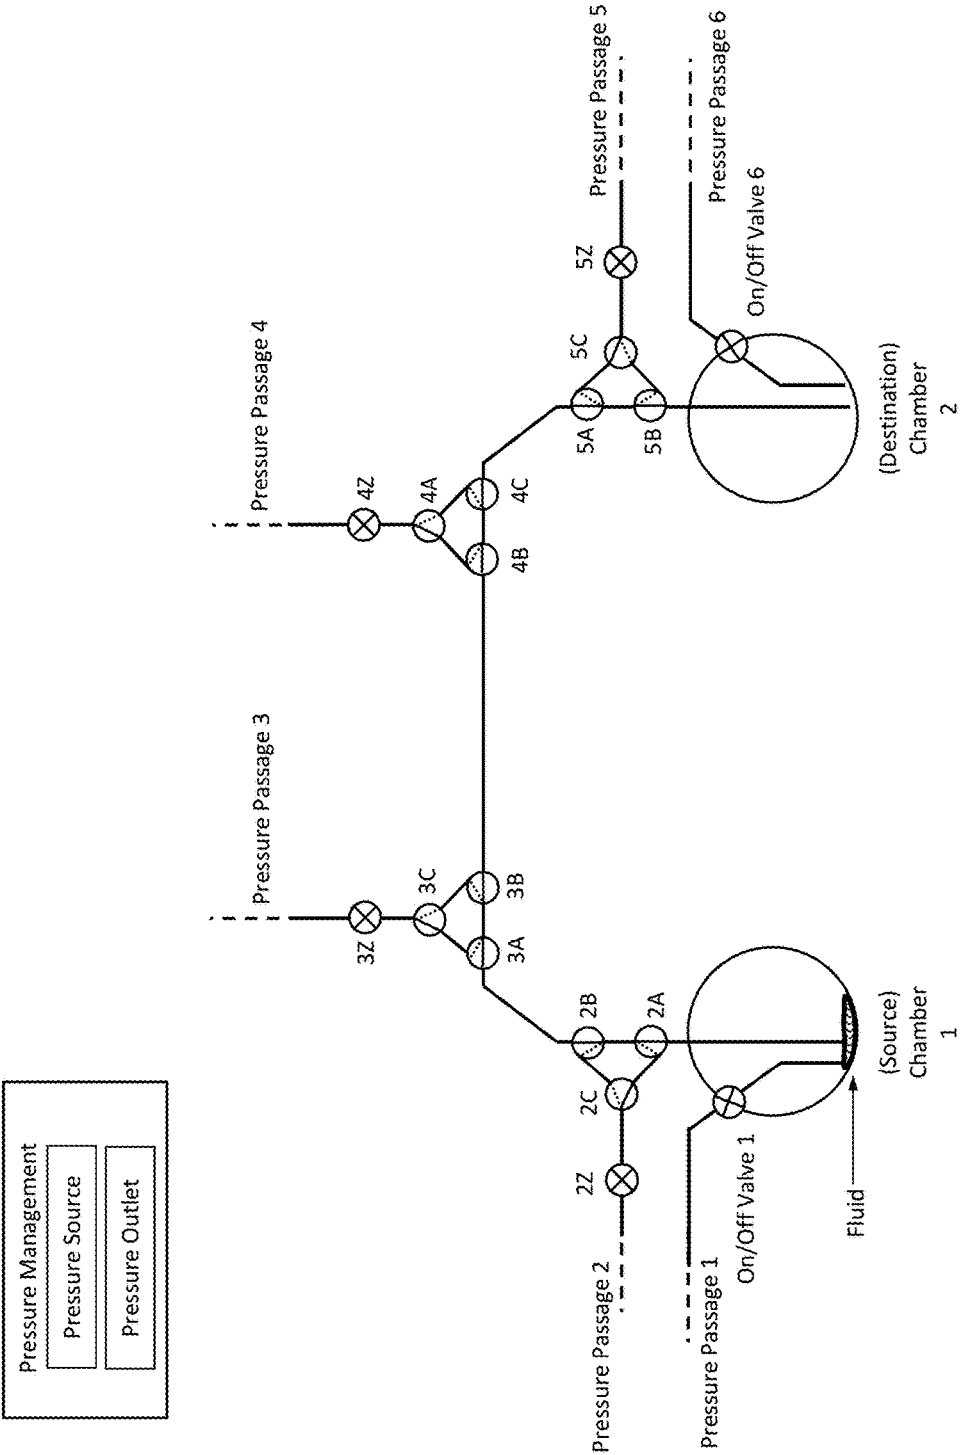 Pressure Management
Pressure Source
Pressure Outlet
Pressure Passage 3
Pressure Passage 4
3Z
4Z
3C
4A
3A
3B
4B
4C
Pressure Passage 2
2Z
2C
2B
2A
5A
5B
5C
5Z
Pressure Passage 5
Pressure Passage 1
On/Off Valve 1
Pressure Passage 6
On/Off Valve 6
Fluid
(Source)
Chamber
1
(Destination)
Chamber
2